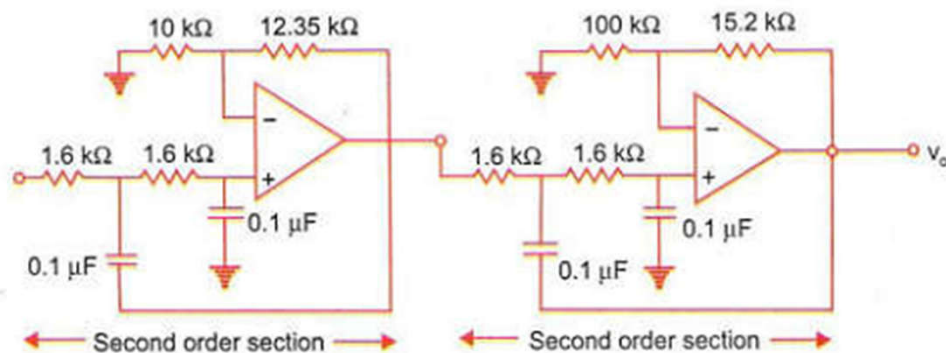 10 kΩ
12.35 kΩ
100 kΩ
15.2 kΩ
−
−
1.6 kΩ
1.6 kΩ
1.6 kΩ
1.6 kΩ
+
+
vo
0.1 μF
0.1 μF
0.1 μF
0.1 μF
Second order section
Second order section